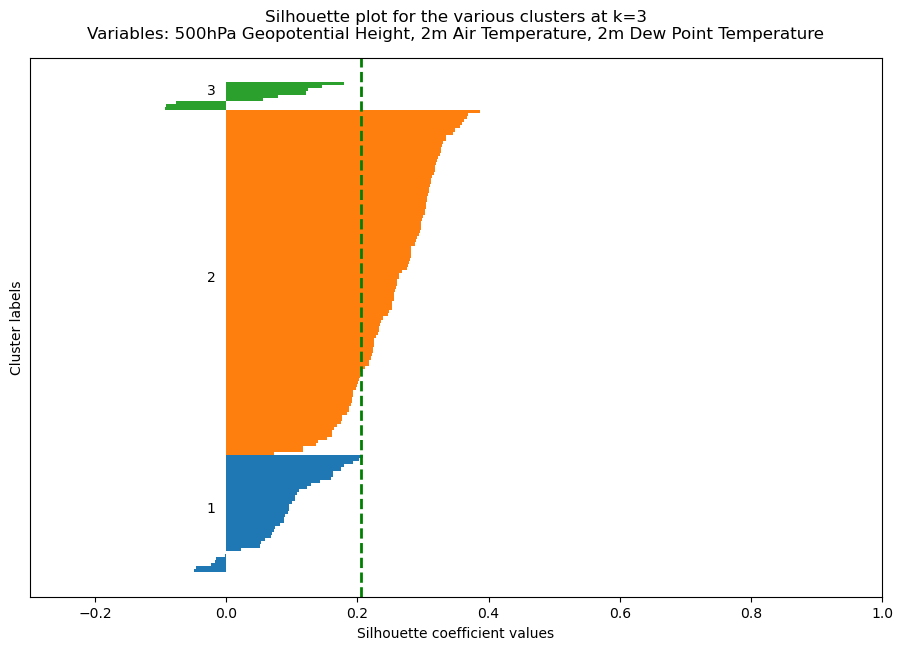 Silhouette plot for the various clusters at k=3
Variables: 500hPa Geopotential Height, 2m Air Temperature, 2m Dew Point Temperature
3
2
1
Cluster labels
−0.2 0.0 0.2 0.4 0.6 0.8 1.0
Silhouette coefficient values